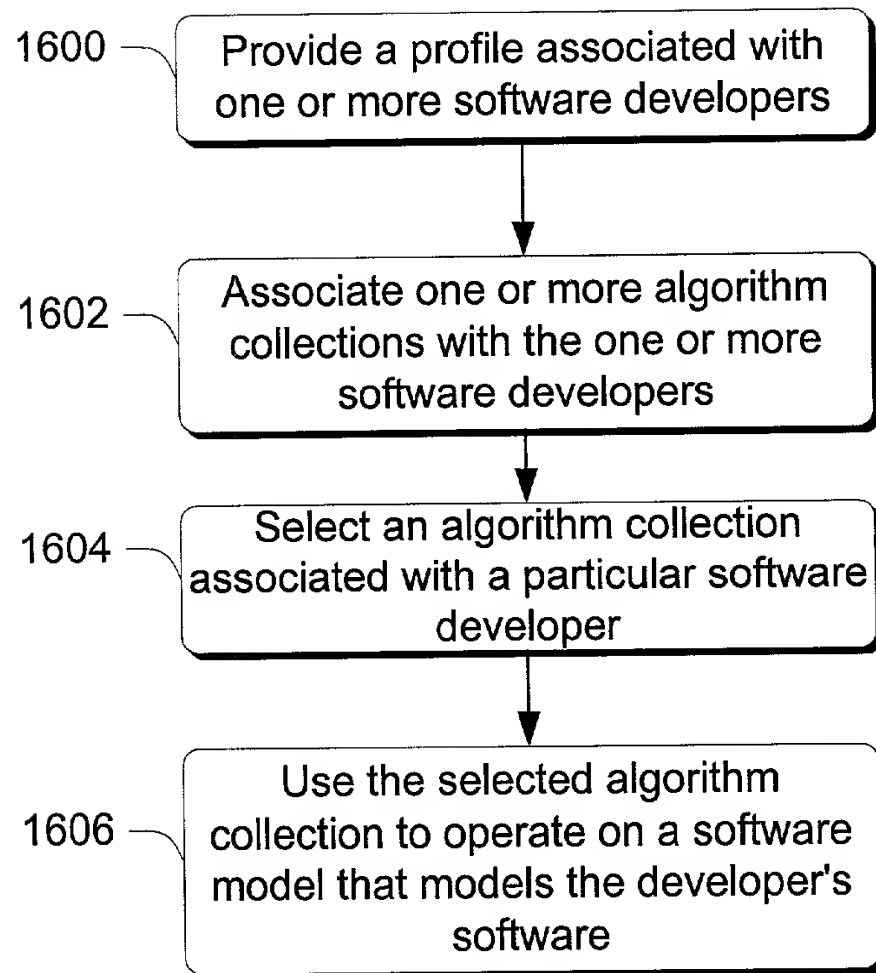 1600
Provide a profile associated with
one or more software developers
1602
Associate one or more algorithm
collections with the one or more
software developers
1604
Select an algorithm collection
associated with a particular software
developer
1606
Use the selected algorithm
collection to operate on a software
model that models the developer's
software